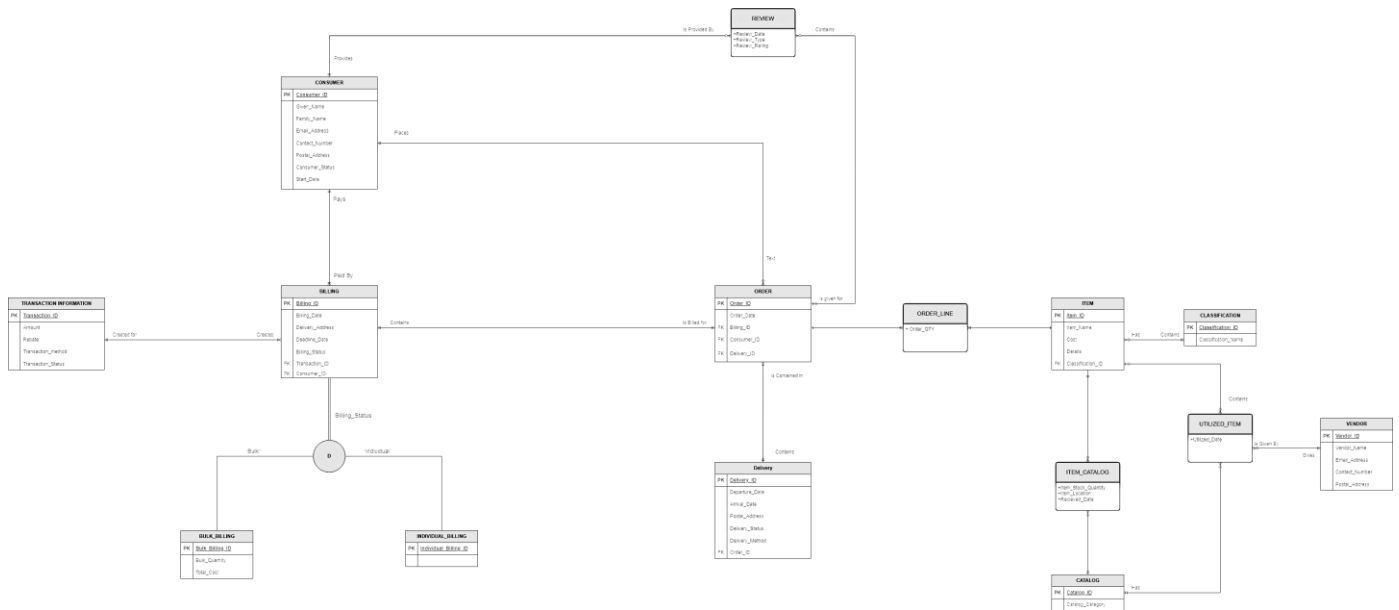 REVIEW
+Review_Date
+Review_Type
+Review_Rating
Is Provided By
Contains
Provides
CONSUMER
PK Consumer_ID
Given_Name
Family_Name
Email_Address
Contact_Number
Postal_Address
Consumer_Status
Start_Date
Places
Pays
Paid By
Text
TRANSACTION INFORMATION
PK Transaction_ID
Amount
Rebate
Transaction_method
Transaction_Status
Created for
Created
BILLING
PK Billing_ID
Billing_Date
Delivery_Address
Deadline_Date
Billing_Status
FK Transaction_ID
FK Consumer_ID
Contains
Is Billed for
ORDER
PK Order_ID
Order_Date
FK Billing_ID
FK Consumer_ID
FK Delivery_ID
Is given for
ORDER_LINE
+ Order_QTY
ITEM
PK Item_ID
Item_Name
Cost
Details
FK Classification_ID
Had
Contains
CLASSIFICATION
PK Classification_ID
Classification_Name
Is Contained in
Contains
Billing_Status
D
'Bulk'
'Individual'
BULK_BILLING
PK Bulk_Billing_ID
Bulk_Quantity
Total_Cost
INDIVIDUAL_BILLING
PK Individual_Billing_ID
Contains
Delivery
PK Delivery_ID
Departure_Date
Arrival_Date
Postal_Address
Delivery_Status
Delivery_Method
FK Order_ID
UTILIZED_ITEM
+Utilized_Date
Is Given By
Gives
VENDOR
PK Vendor_ID
Vendor_Name
Email_Address
Contact_Number
Postal_Address
ITEM_CATALOG
+Item_Stock_Quantity
+Item_Location
+Recieved_Date
CATALOG
PK Catalog_ID
Catalog_Category
Had